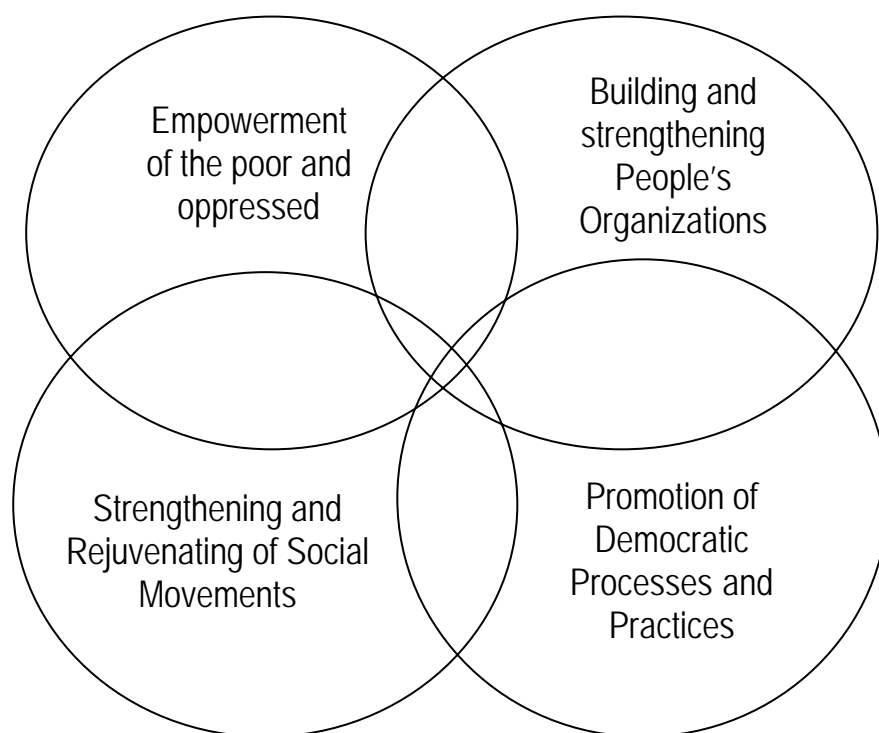 Empowerment
of the poor and
oppressed
Building and
strengthening
People's
Organizations
Strengthening and
Rejuvenating of Social
Movements
Promotion of
Democratic
Processes and
Practices